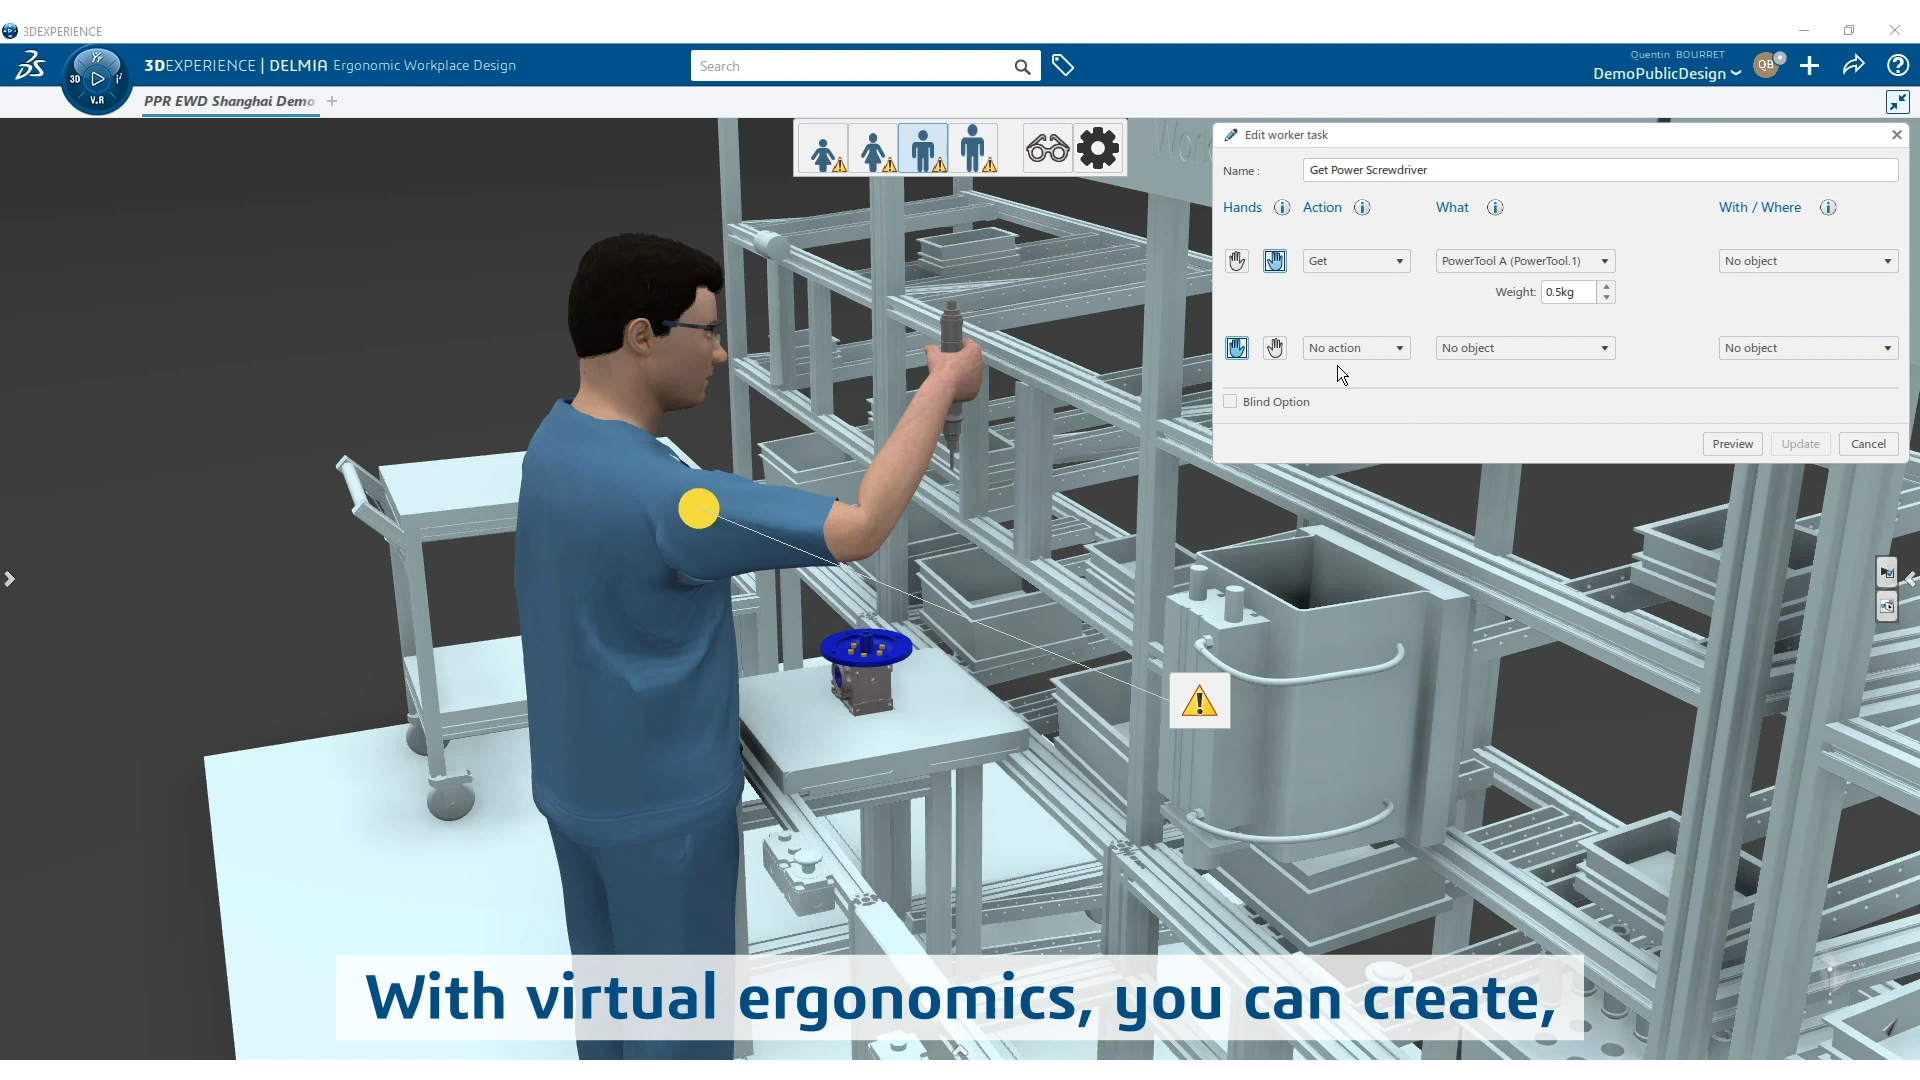 3DEXPERIENCE
3DEXPERIENCE | DELMIA Ergonomic Workplace Design
Search
Quentin BOURRET
DemoPublicDesign
QB
3D
V.R
PPR EWD Shanghai Demo
Edit worker task
Name :
Get Power Screwdriver
Hands
Action
What
With / Where
Get
PowerTool A (PowerTool.1)
No object
Weight:
0.5kg
No action
No object
No object
Blind Option
Preview
Update
Cancel
With virtual ergonomics, you can create,